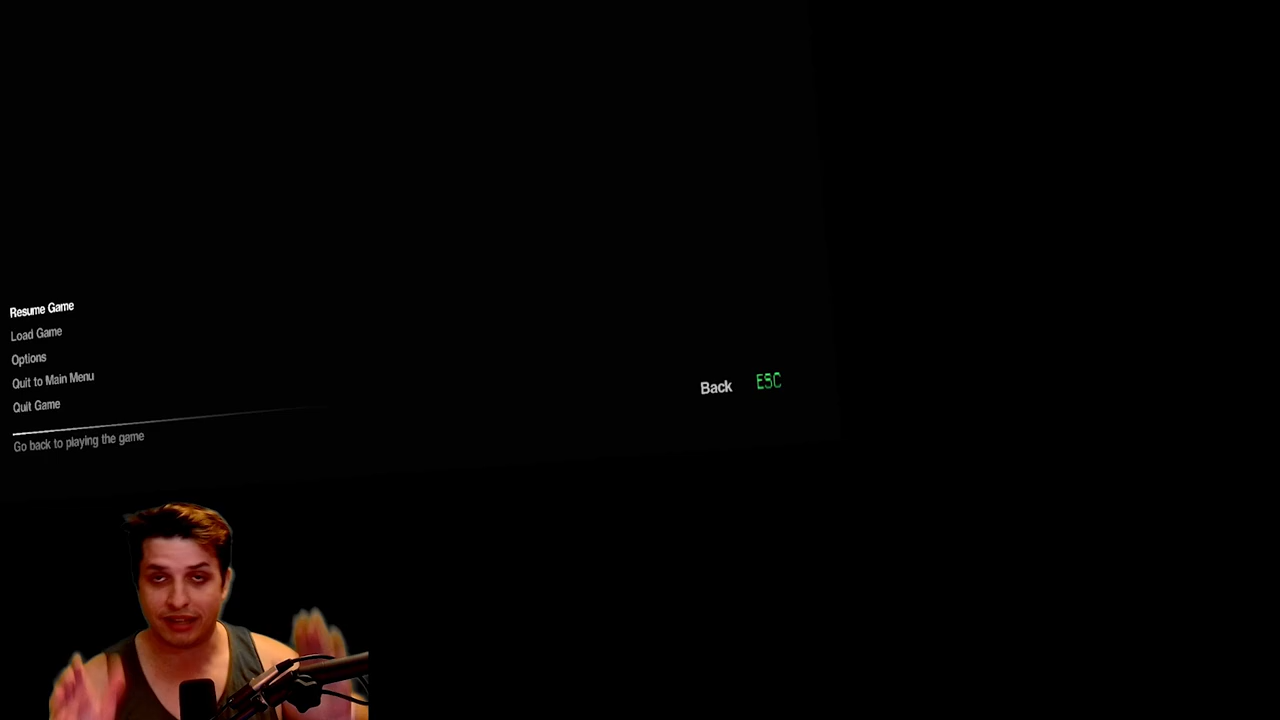 Resume Game
Load Game
Options
Quit to Main Menu
Quit Game
Go back to playing the game
Back ESC